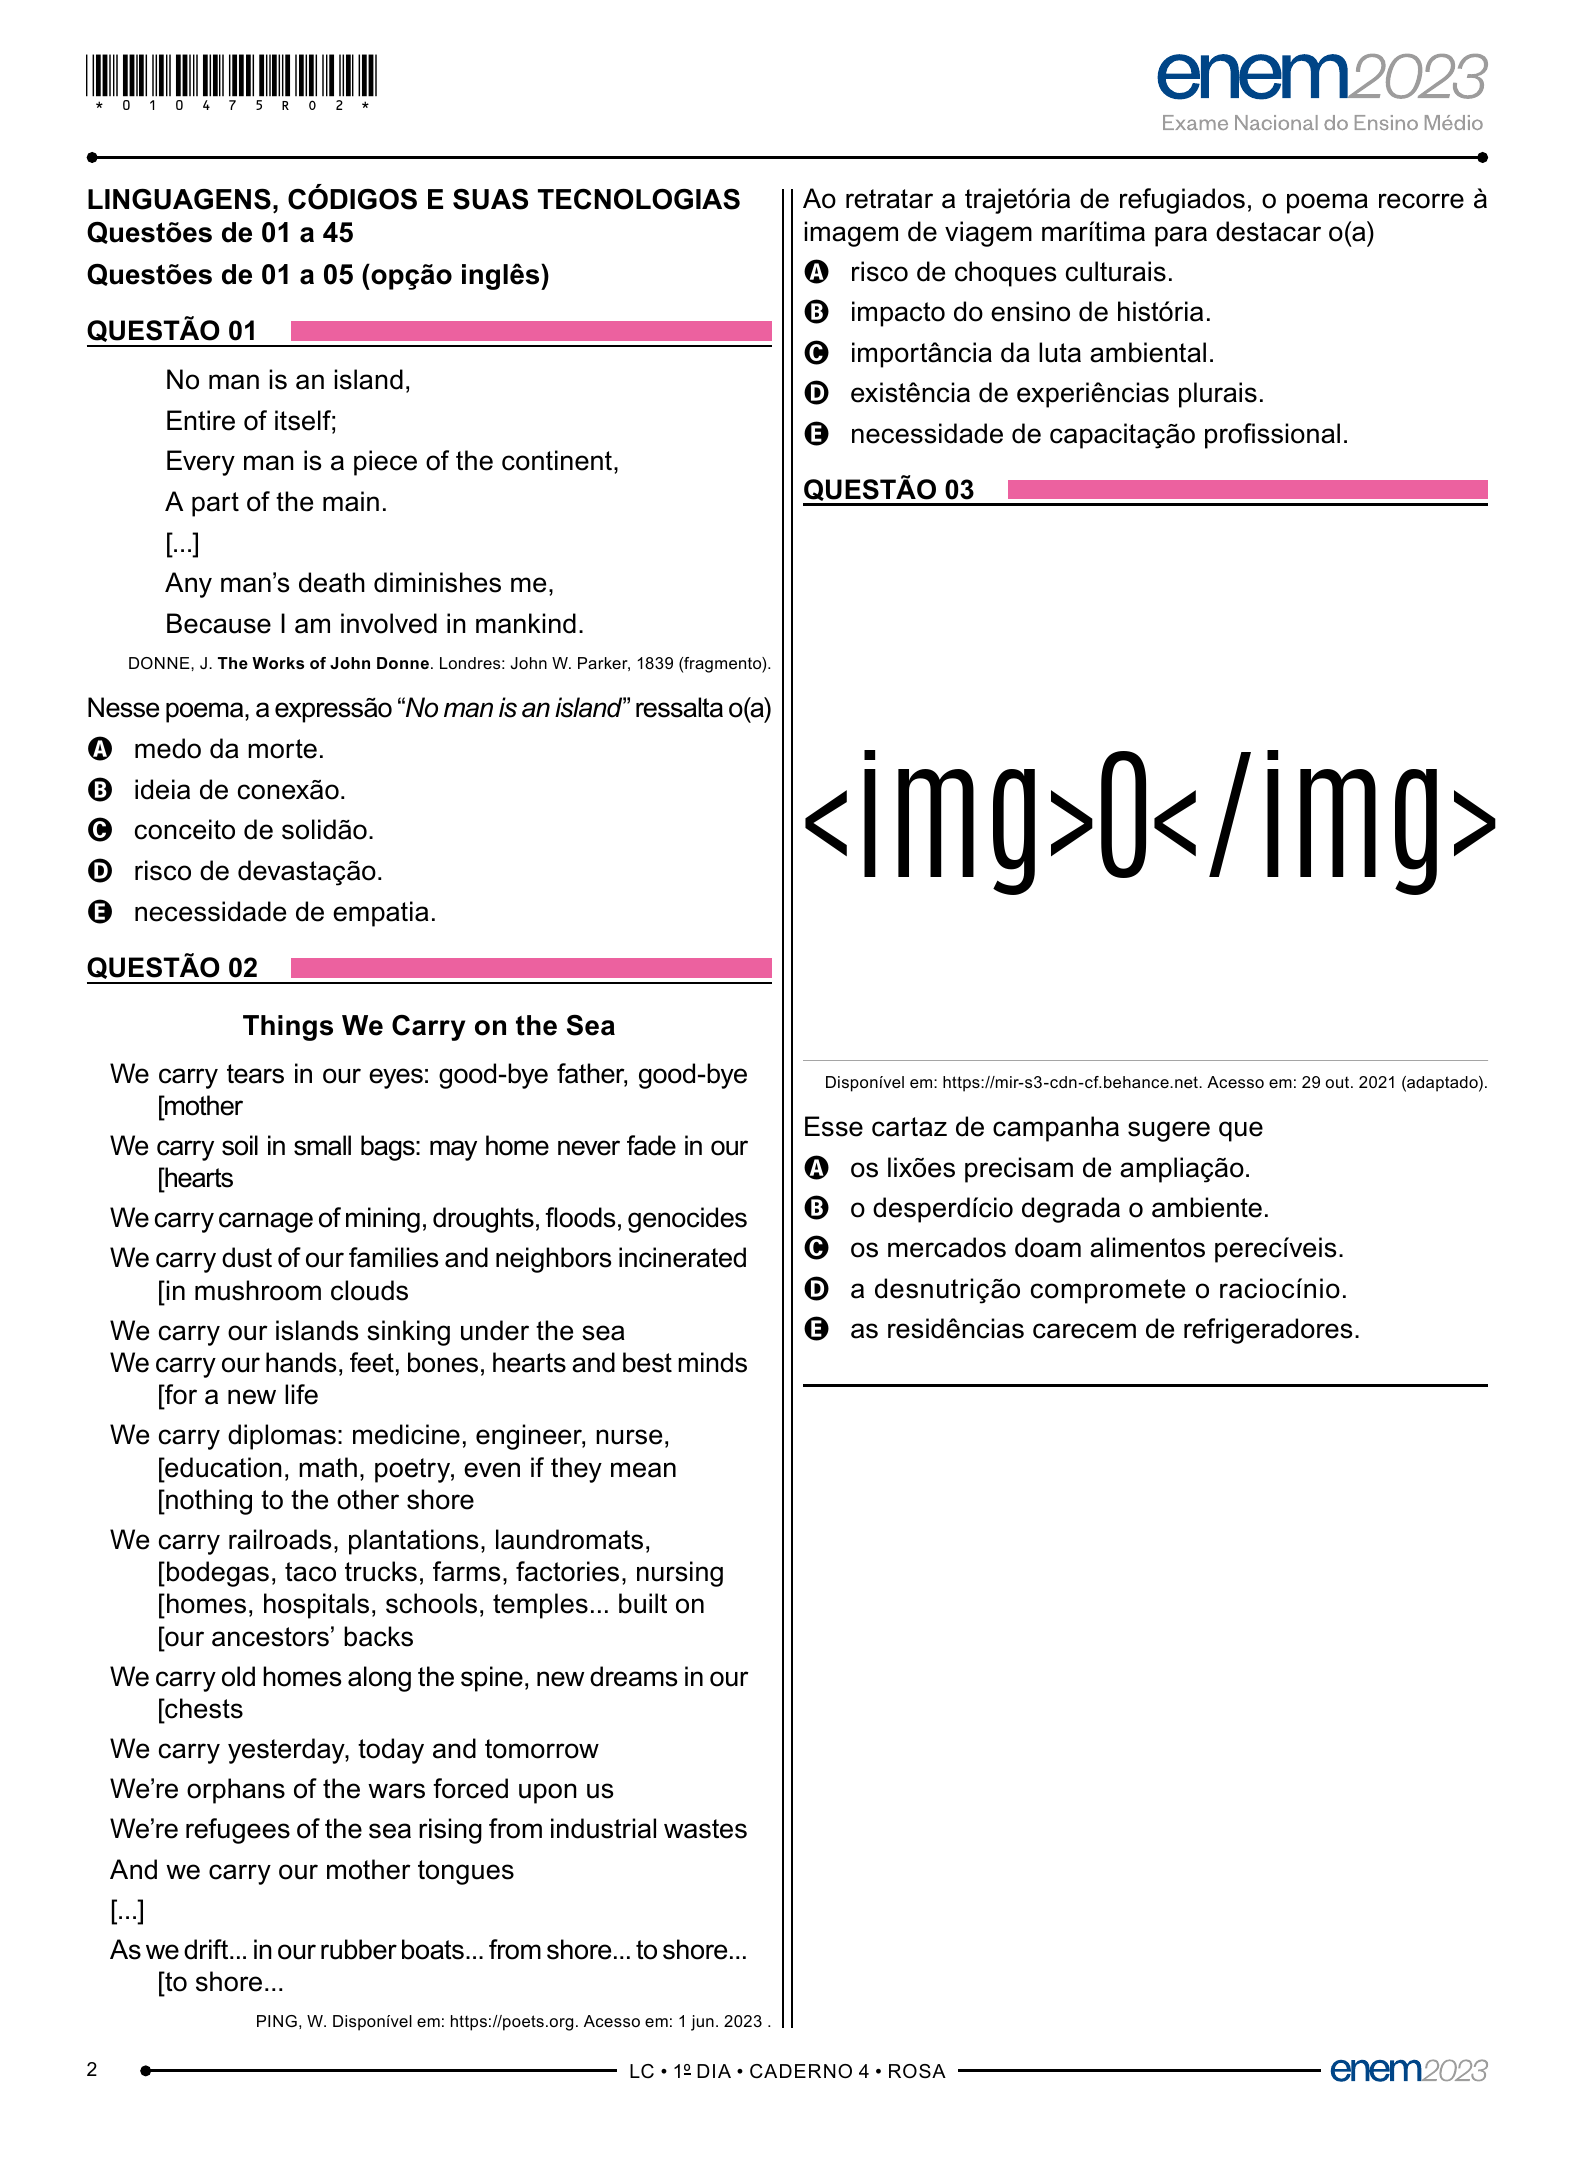 *010475R02*
enem2023
Exame Nacional do Ensino Médio
LINGUAGENS, CÓDIGOS E SUAS TECNOLOGIAS
Questões de 01 a 45
Questões de 01 a 05 (opção inglês)
QUESTÃO 01
No man is an island,
Entire of itself;
Every man is a piece of the continent,
A part of the main.
[...]
Any man’s death diminishes me,
Because I am involved in mankind.
DONNE, J. The Works of John Donne. Londres: John W. Parker, 1839 (fragmento).
Nesse poema, a expressão “No man is an island” ressalta o(a)
A medo da morte.
B ideia de conexão.
C conceito de solidão.
D risco de devastação.
E necessidade de empatia.
QUESTÃO 02
Things We Carry on the Sea
We carry tears in our eyes: good-bye father, good-bye
[mother
We carry soil in small bags: may home never fade in our
[hearts
We carry carnage of mining, droughts, floods, genocides
We carry dust of our families and neighbors incinerated
[in mushroom clouds
We carry our islands sinking under the sea
We carry our hands, feet, bones, hearts and best minds
[for a new life
We carry diplomas: medicine, engineer, nurse,
[education, math, poetry, even if they mean
[nothing to the other shore
We carry railroads, plantations, laundromats,
[bodegas, taco trucks, farms, factories, nursing
[homes, hospitals, schools, temples... built on
[our ancestors’ backs
We carry old homes along the spine, new dreams in our
[chests
We carry yesterday, today and tomorrow
We’re orphans of the wars forced upon us
We’re refugees of the sea rising from industrial wastes
And we carry our mother tongues
[...]
As we drift... in our rubber boats... from shore... to shore...
[to shore...
PING, W. Disponível em: https://poets.org. Acesso em: 1 jun. 2023 .
Ao retratar a trajetória de refugiados, o poema recorre à
imagem de viagem marítima para destacar o(a)
A risco de choques culturais.
B impacto do ensino de história.
C importância da luta ambiental.
D existência de experiências plurais.
E necessidade de capacitação profissional.
QUESTÃO 03
<img>0</img>
Disponível em: https://mir-s3-cdn-cf.behance.net. Acesso em: 29 out. 2021 (adaptado).
Esse cartaz de campanha sugere que
A os lixões precisam de ampliação.
B o desperdício degrada o ambiente.
C os mercados doam alimentos perecíveis.
D a desnutrição compromete o raciocínio.
E as residências carecem de refrigeradores.
2
LC • 1º DIA • CADERNO 4 • ROSA
enem2023